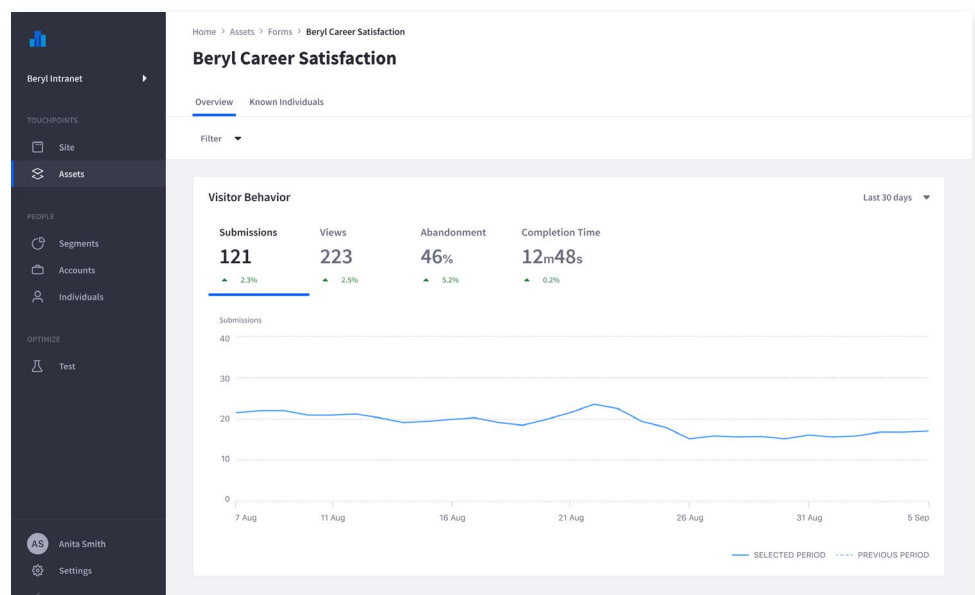 Beryl Intranet
TOUCHPOINTS
Site
Assets
PEOPLE
Segments
Accounts
Individuals
OPTIMIZE
Test
AS Anita Smith
Settings
Home > Assets > Forms > Beryl Career Satisfaction
Beryl Career Satisfaction
Overview Known Individuals
Filter
Visitor Behavior Last 30 days
Submissions Views Abandonment Completion Time
121 223 46% 12m48s
2.3% 2.5% 5.2% 0.2%
Submissions
40
30
20
10
0
7 Aug 11 Aug 16 Aug 21 Aug 26 Aug 31 Aug 5 Sep
SELECTED PERIOD PREVIOUS PERIOD